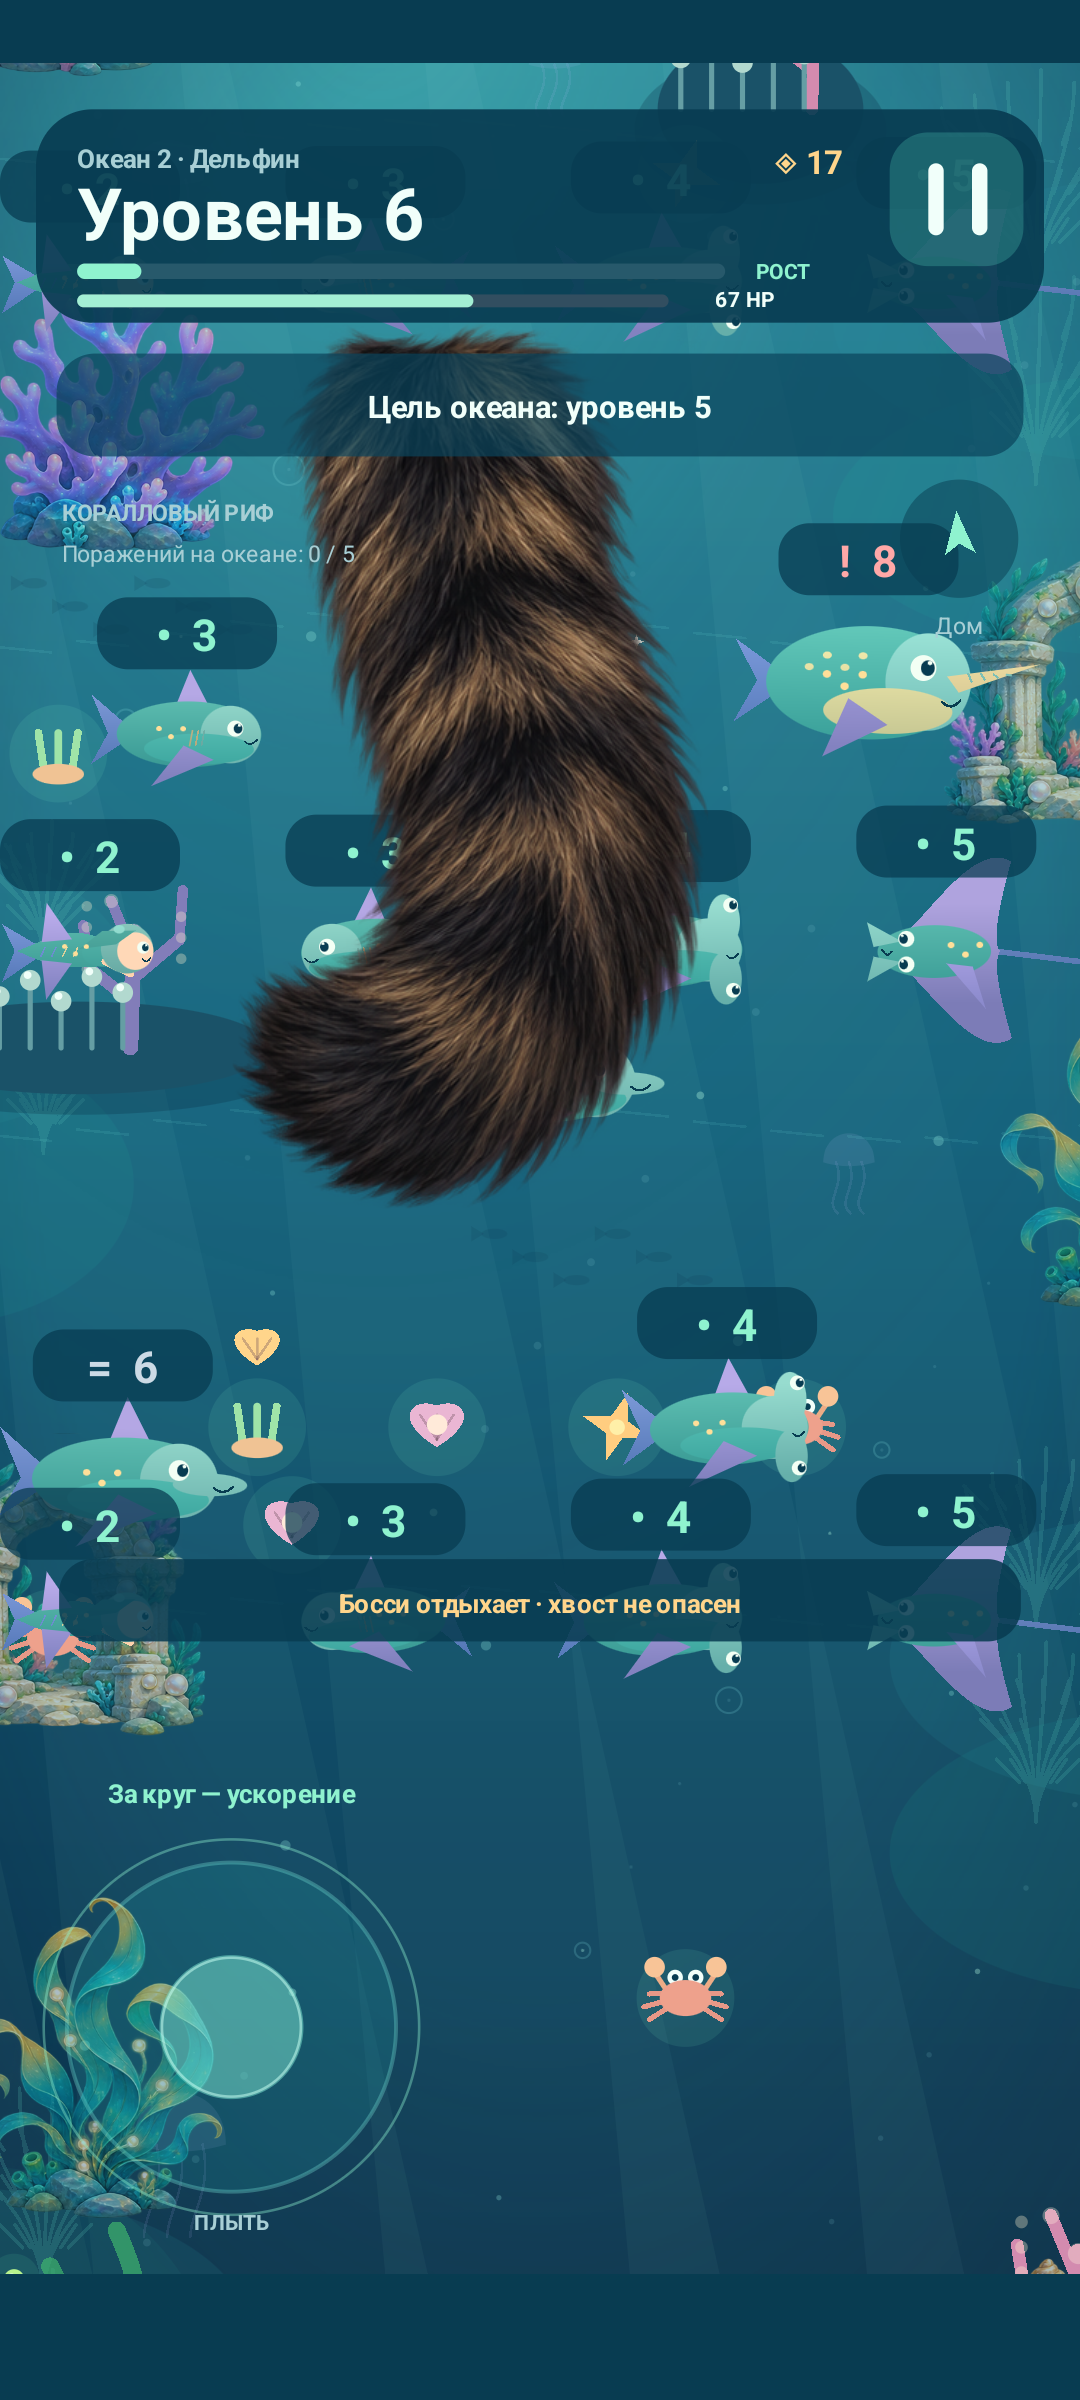 Океан 2 · Дельфин
17
Уровень 6
РОСТ
67 HP
Цель океана: уровень 5
КОРАЛЛОВЫЙ РИФ
Поражений на океане: 0 / 5
! 8
Дом
• 3
• 2
• 3
• 5
• 4
= 6
• 2
• 3
• 4
• 5
Босси отдыхает · хвост не опасен
За круг — ускорение
ПЛЫТЬ